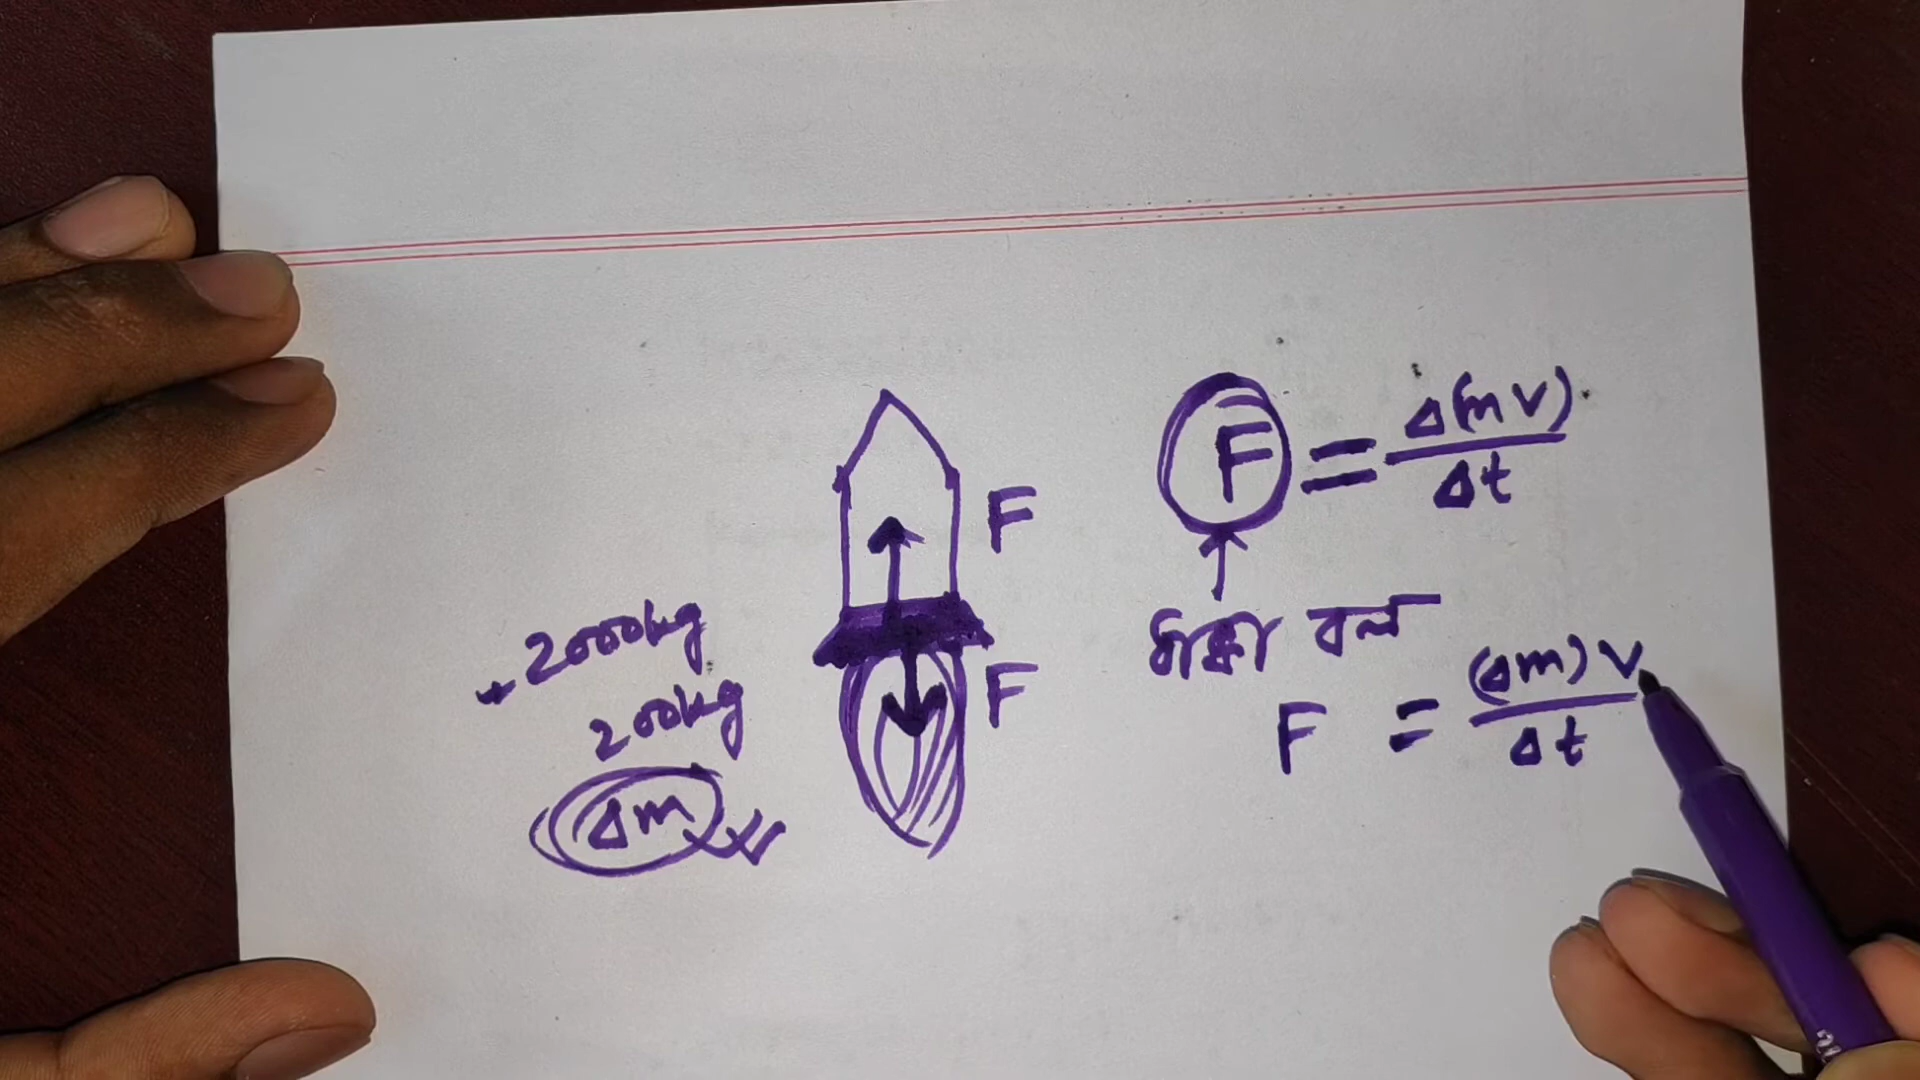 F = Δ(mv) / Δt
F
ধাক্কা বল
2000kg
200kg
F
F = (Δm) v / Δt
Δm